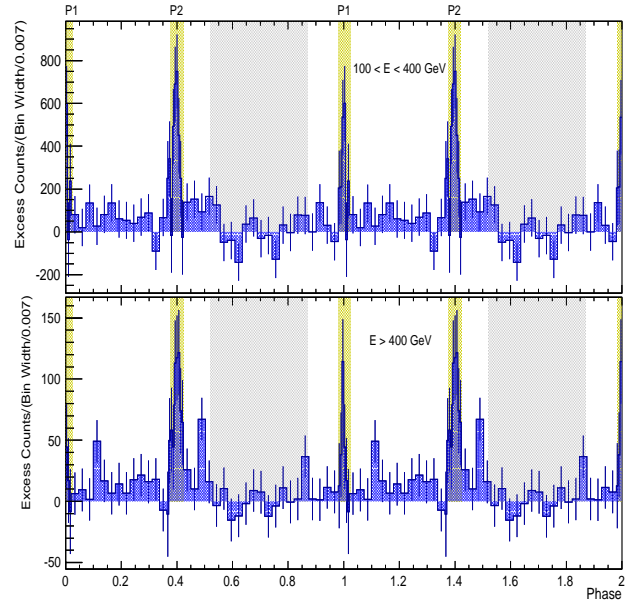 P1 P2 P1 P2
Excess Counts/(Bin Width/0.007)
800
600
400
200
0
-200
100 < E < 400 GeV
Excess Counts/(Bin Width/0.007)
150
100
50
0
-50
E > 400 GeV
0 0.2 0.4 0.6 0.8 1 1.2 1.4 1.6 1.8 2
Phase